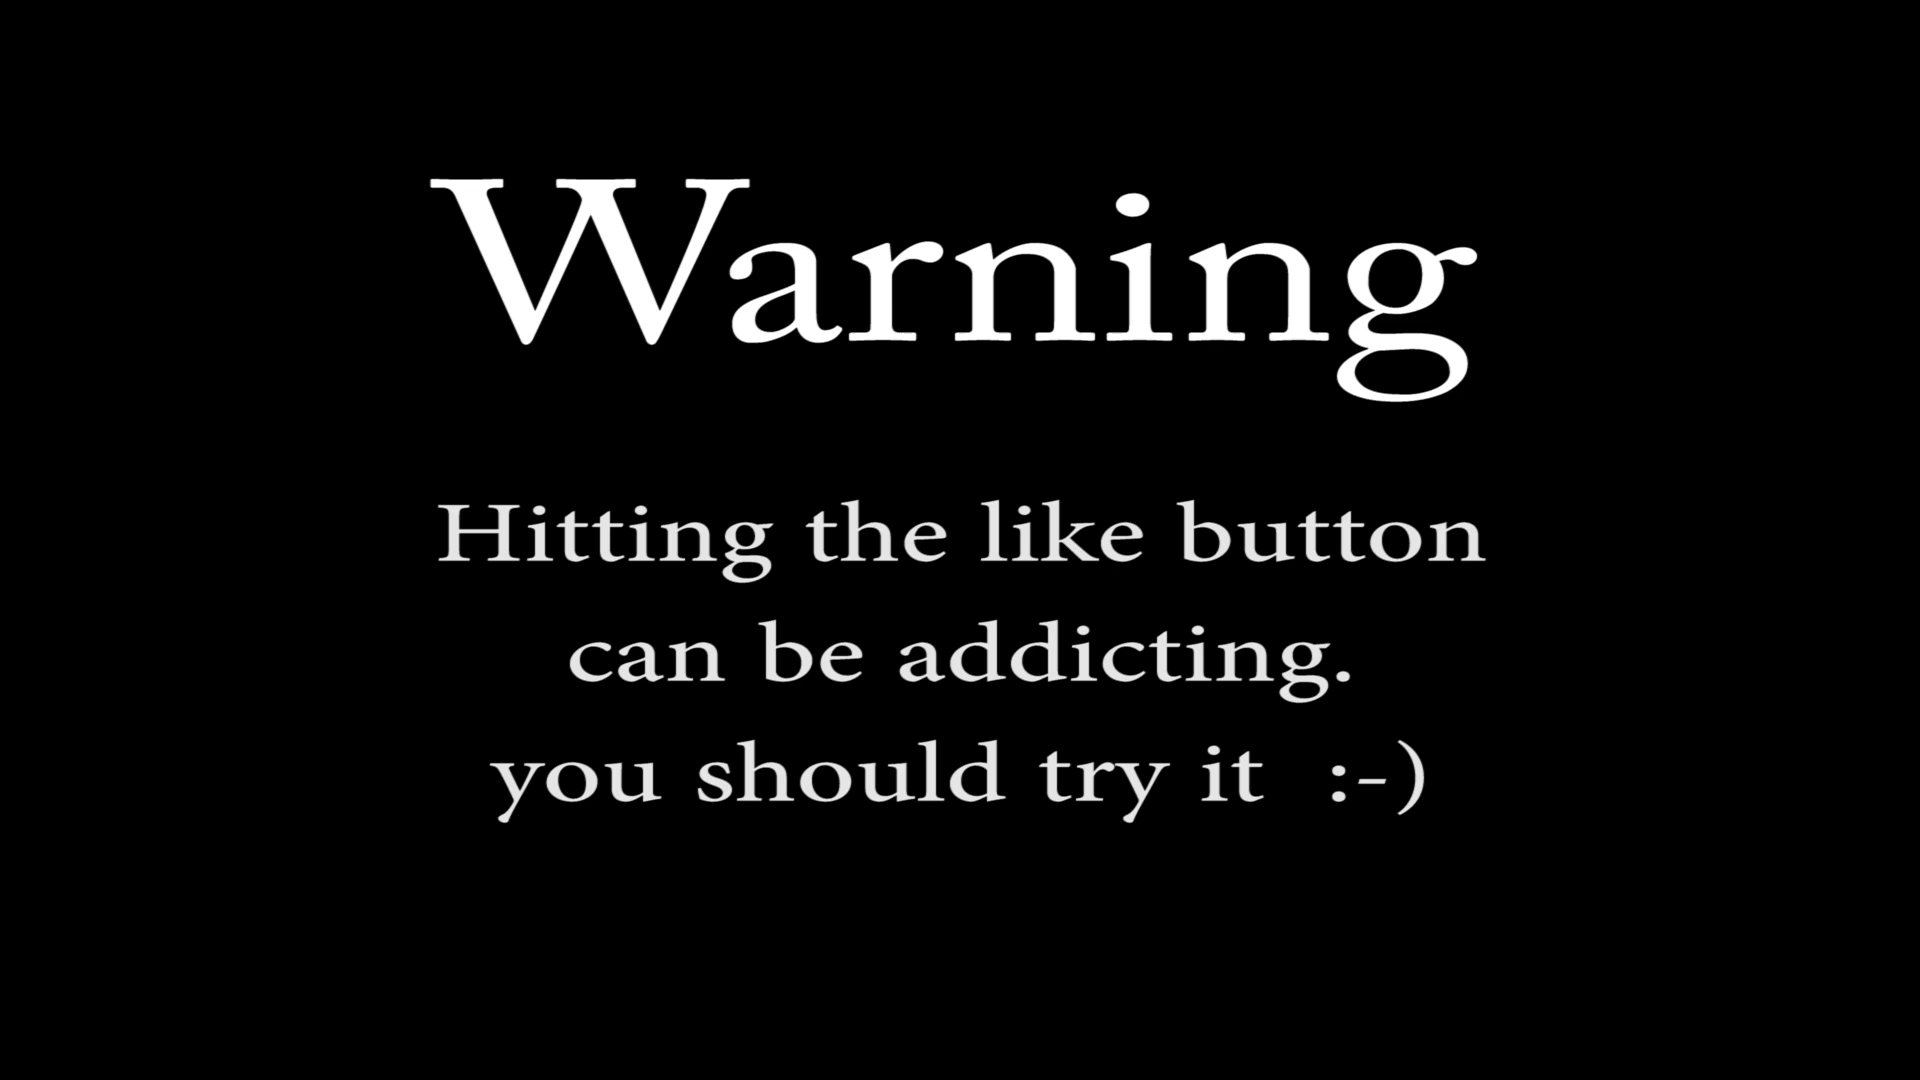 Warning
Hitting the like button
can be addicting.
you should try it  :-)